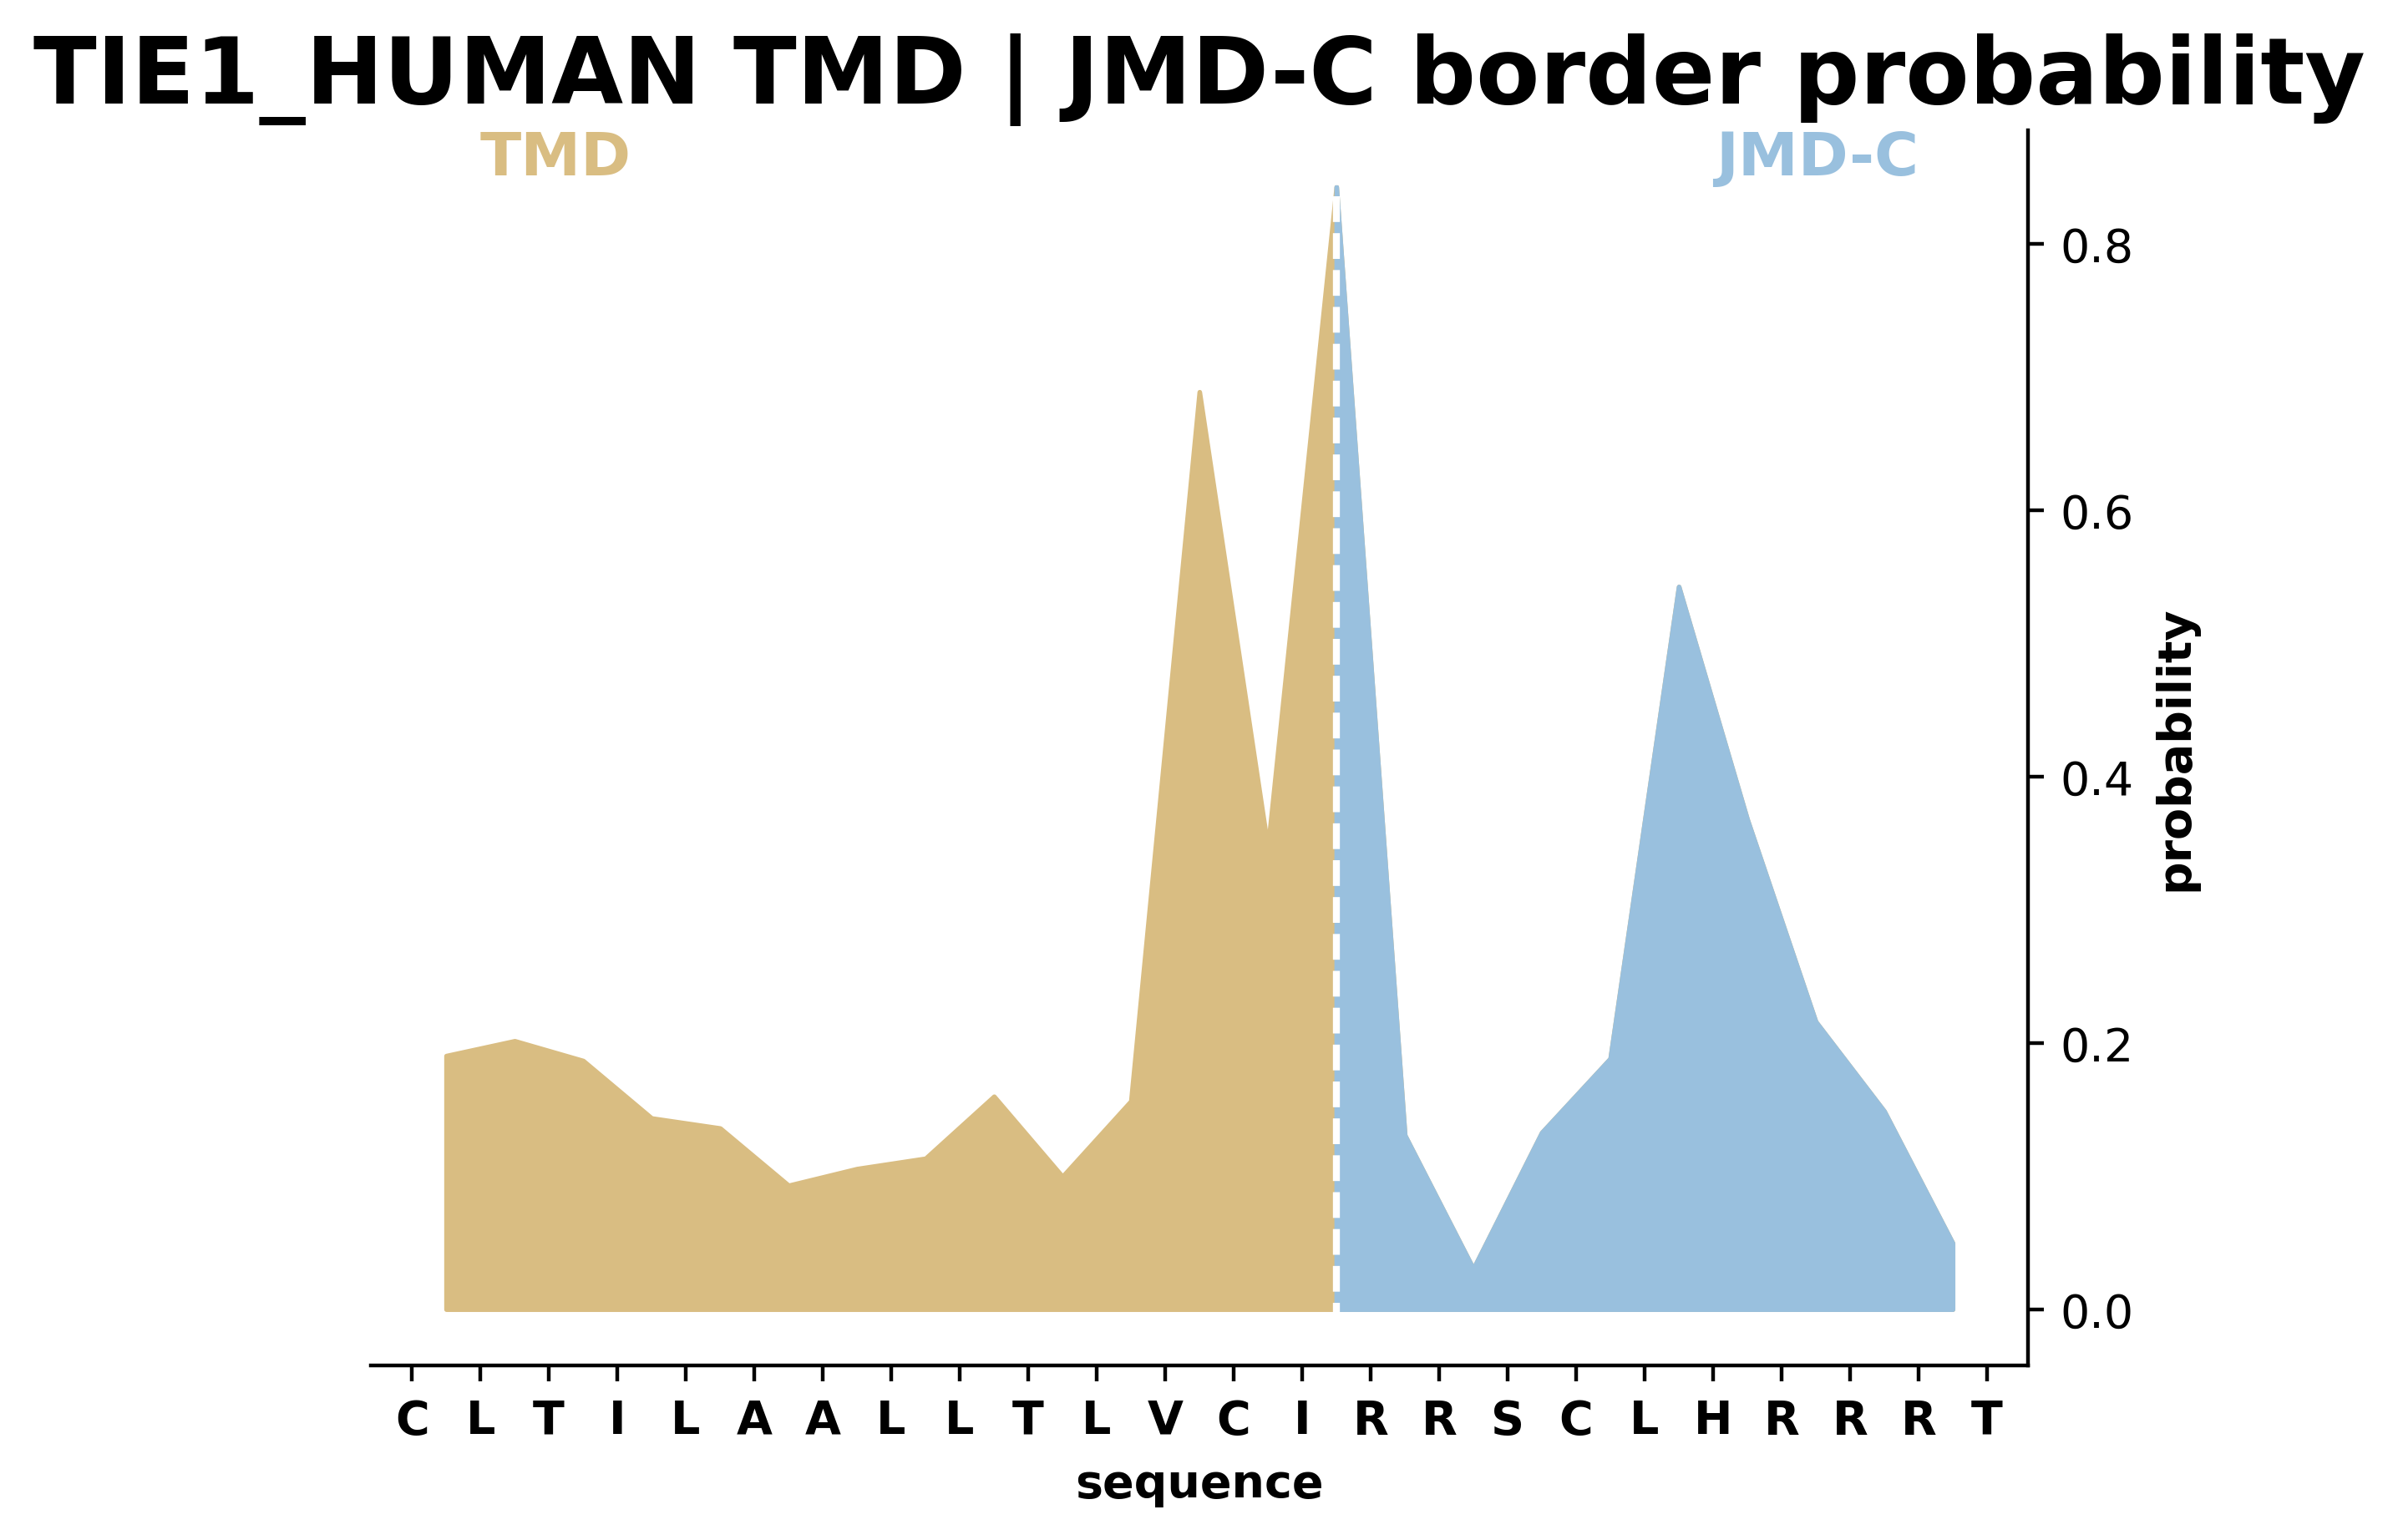 TIE1_HUMAN TMD | JMD-C border probability
TMD JMD-C
0.8
0.6
0.4
0.2
0.0
probability
C L T I L A A L L T L V C I R R S C L H R R R T
sequence